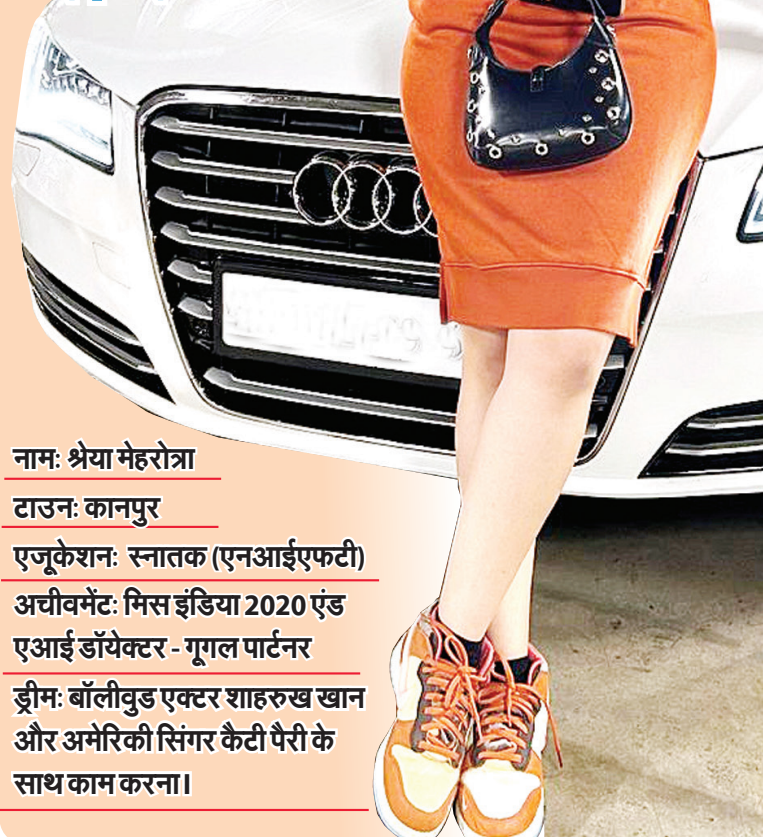 नामः श्रेया मेहरोत्रा
टाउनः कानपुर
एजूकेशनः स्नातक (एनआईएफटी)
अचीवमेंटः मिस इंडिया 2020 एंड
एआई डॉयेक्टर - गूगल पार्टनर
ड्रीमः बॉलीवुड एक्टर शाहरुख खान
और अमेरिकी सिंगर कैटी पैरी के
साथ काम करना।